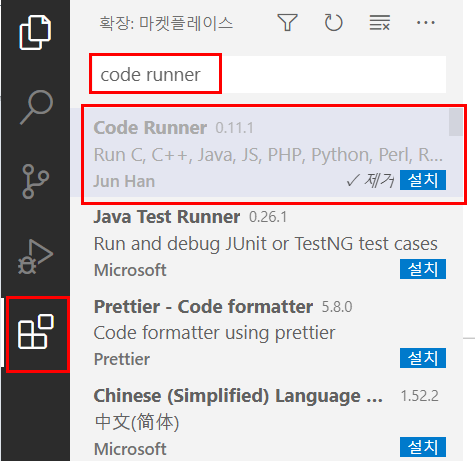 확장: 마켓플레이스
code runner
Code Runner 0.11.1
Run C, C++, Java, JS, PHP, Python, Perl, R...
Jun Han ✓ 제거 설치
Java Test Runner 0.26.1
Run and debug JUnit or TestNG test cases
Microsoft 설치
Prettier - Code formatter 5.8.0
Code formatter using prettier
Prettier 설치
Chinese (Simplified) Language ... 1.52.2
中文(简体)
Microsoft 설치